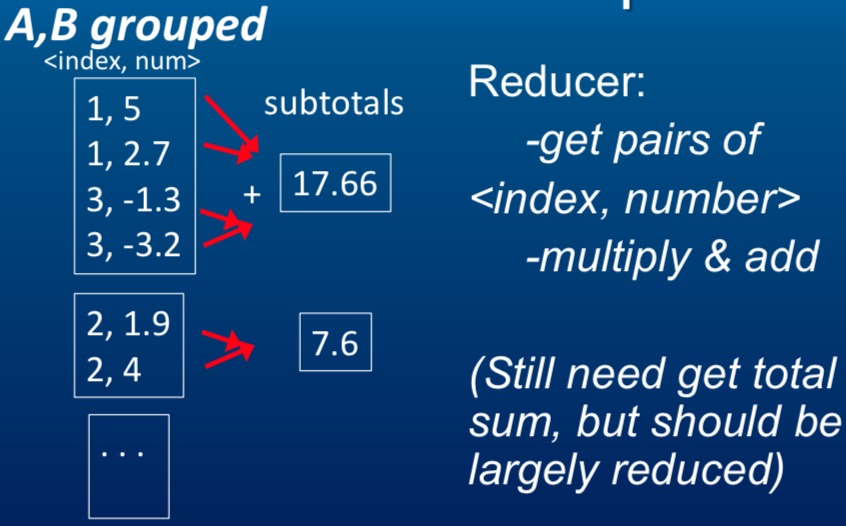 A,B grouped
<index, num>
1, 5
1, 2.7
3, -1.3
3, -3.2
subtotals
+
17.66
2, 1.9
2, 4
7.6
...
Reducer:
-get pairs of
<index, number>
-multiply & add
(Still need get total
sum, but should be
largely reduced)